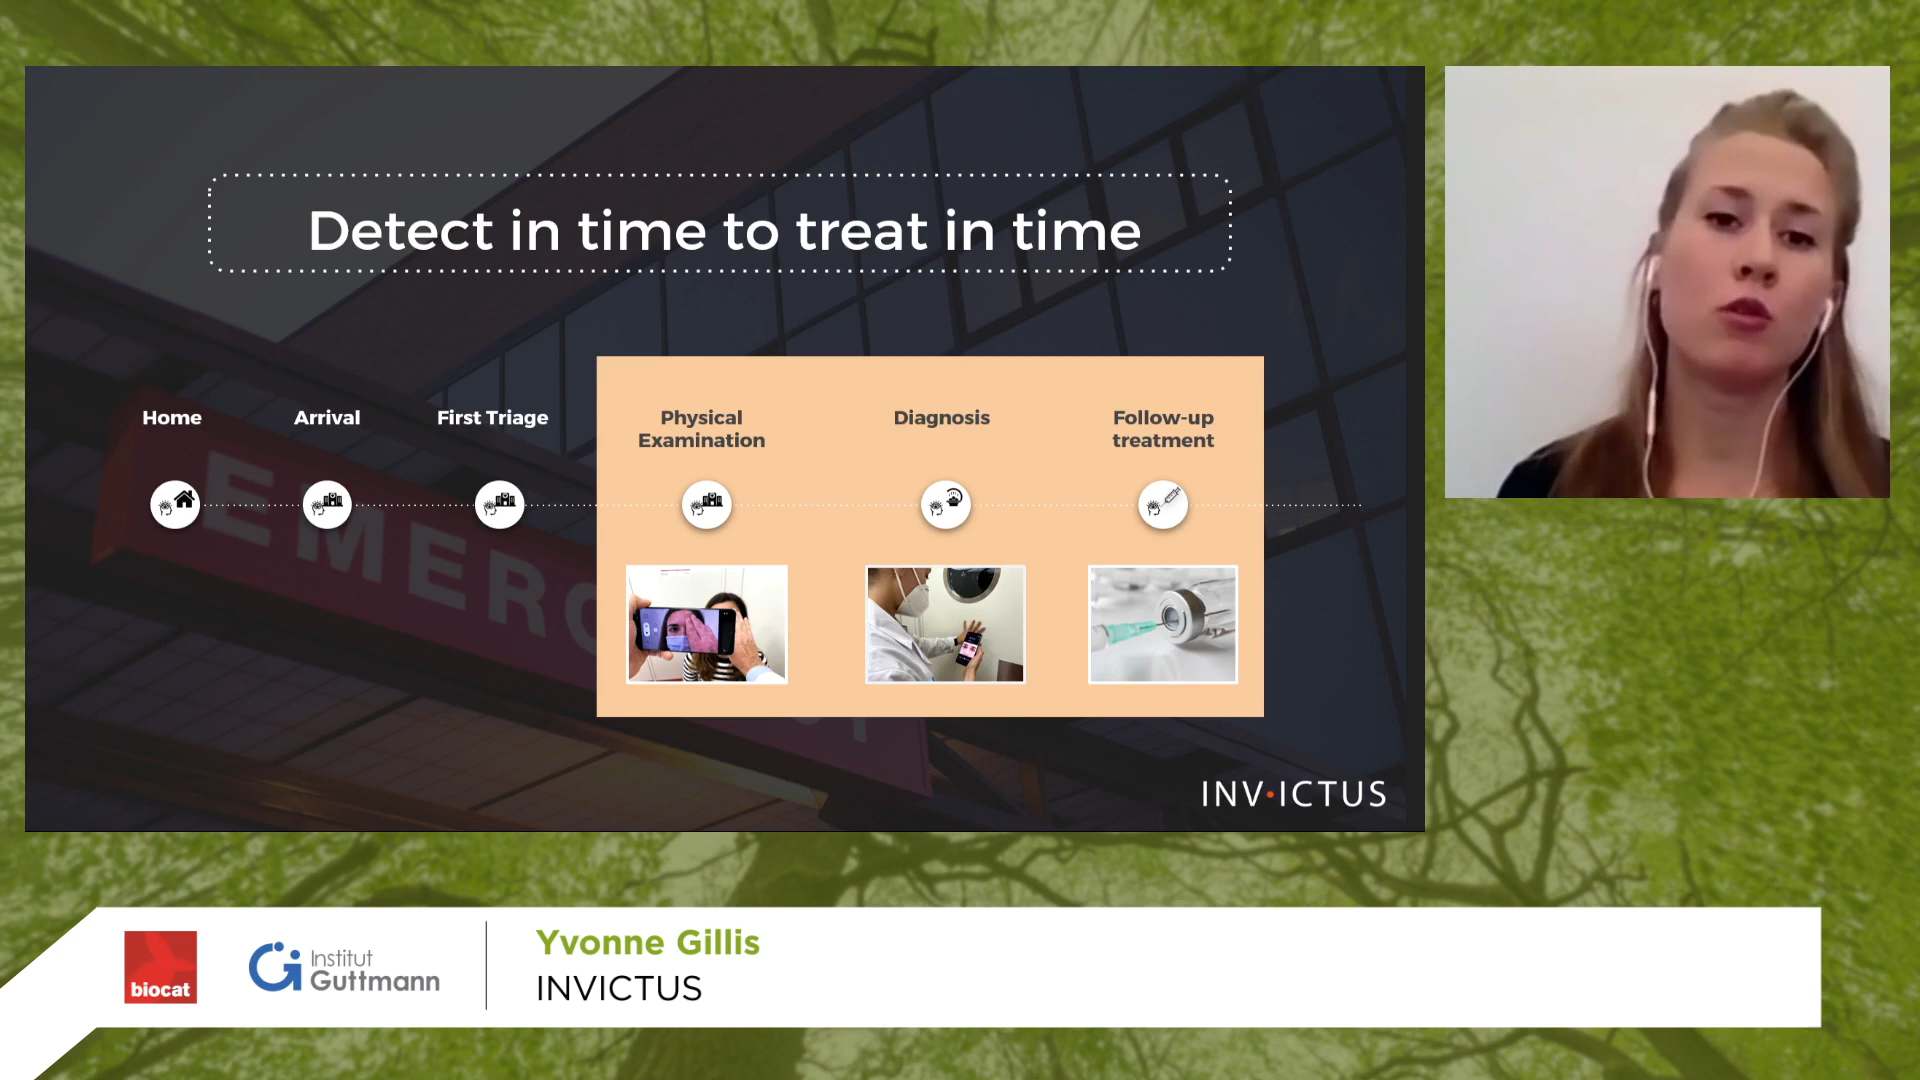 Detect in time to treat in time
Home
Arrival
First Triage
Physical
Examination
Diagnosis
Follow-up
treatment
EMERG
INV•ICTUS
biocat
Institut
Guttmann
Yvonne Gillis
INVICTUS